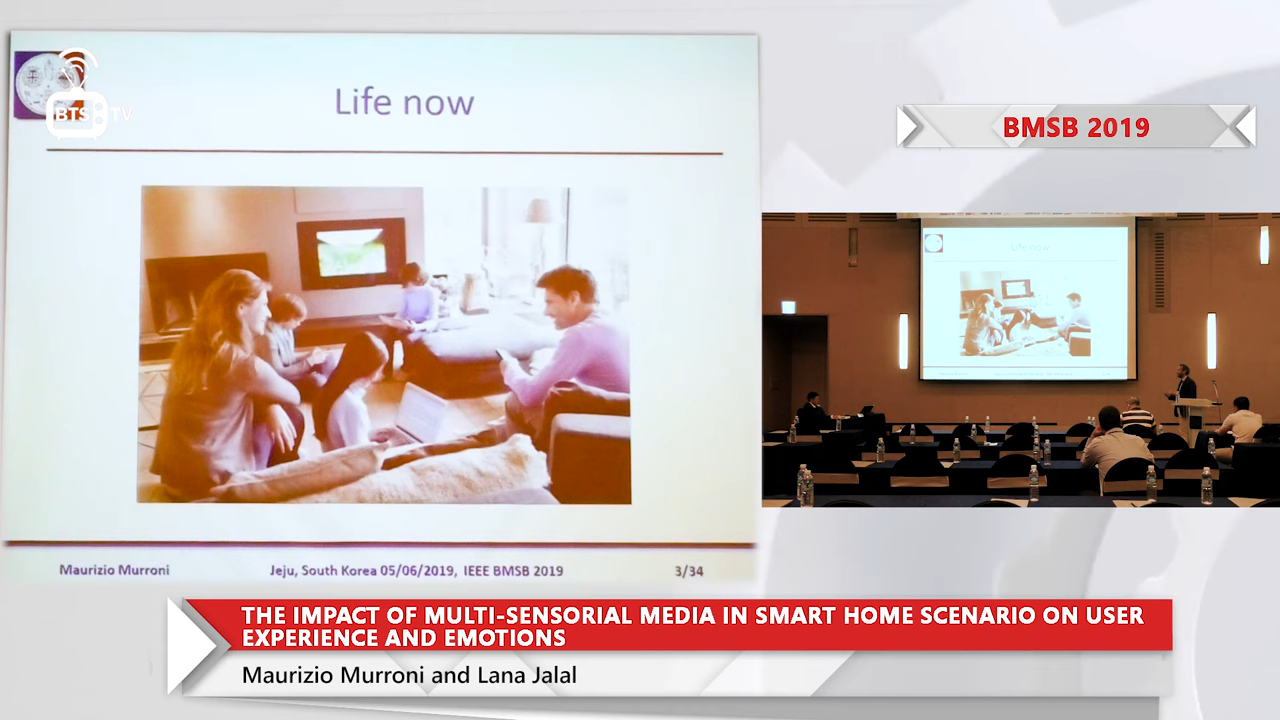 BTS TV
Life now
BMSB 2019
Life now
Maurizio Murroni
Jeju, South Korea 05/06/2019, IEEE BMSB 2019
3/34
THE IMPACT OF MULTI-SENSORIAL MEDIA IN SMART HOME SCENARIO ON USER
EXPERIENCE AND EMOTIONS
Maurizio Murroni and Lana Jalal